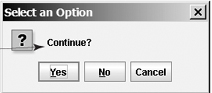 Select an Option
? Continue?
Yes No Cancel